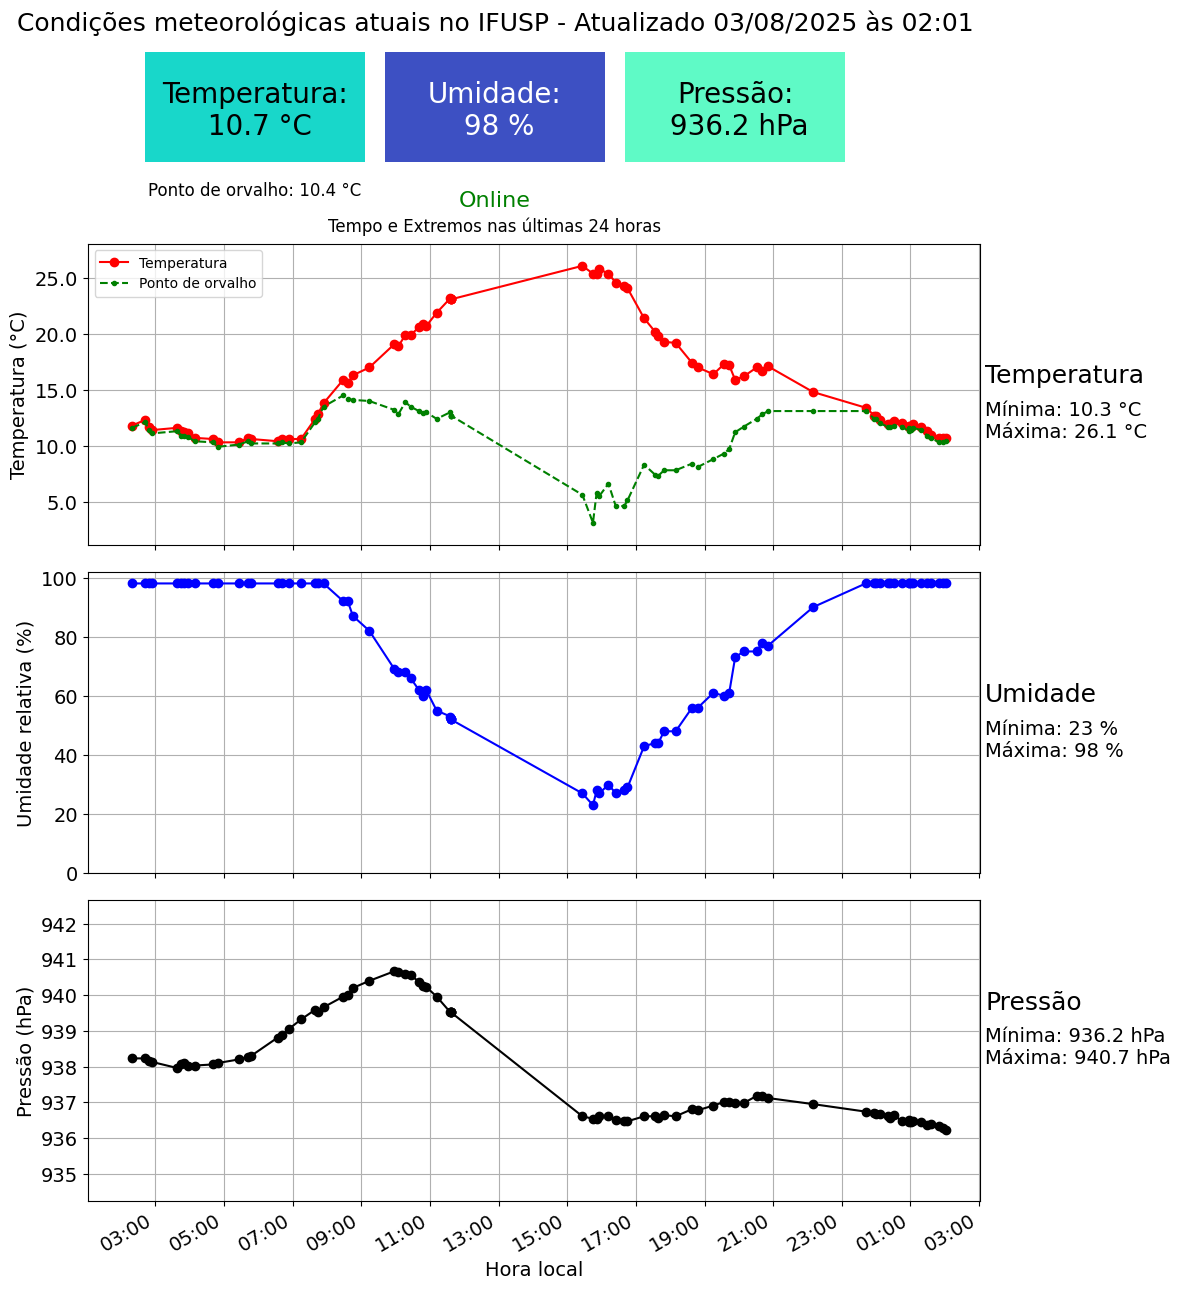 Condições meteorológicas atuais no IFUSP - Atualizado 03/08/2025 às 02:01
Temperatura:
10.7 °C
Umidade:
98 %
Pressão:
936.2 hPa
Ponto de orvalho: 10.4 °C
Online
Tempo e Extremos nas últimas 24 horas
Temperatura
Ponto de orvalho
Temperatura (°C)
25.0
20.0
15.0
10.0
5.0
Temperatura
Mínima: 10.3 °C
Máxima: 26.1 °C
Umidade relativa (%)
100
80
60
40
20
0
Umidade
Mínima: 23 %
Máxima: 98 %
Pressão (hPa)
942
941
940
939
938
937
936
935
Pressão
Mínima: 936.2 hPa
Máxima: 940.7 hPa
03:00 05:00 07:00 09:00 11:00 13:00 15:00 17:00 19:00 21:00 23:00 01:00 03:00
Hora local